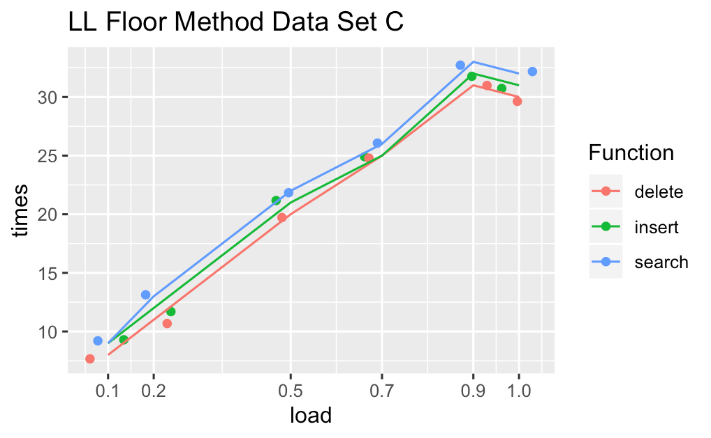 LL Floor Method Data Set C
30
25
20
15
10
times
0.1 0.2 0.5 0.7 0.9 1.0
load
Function
delete
insert
search